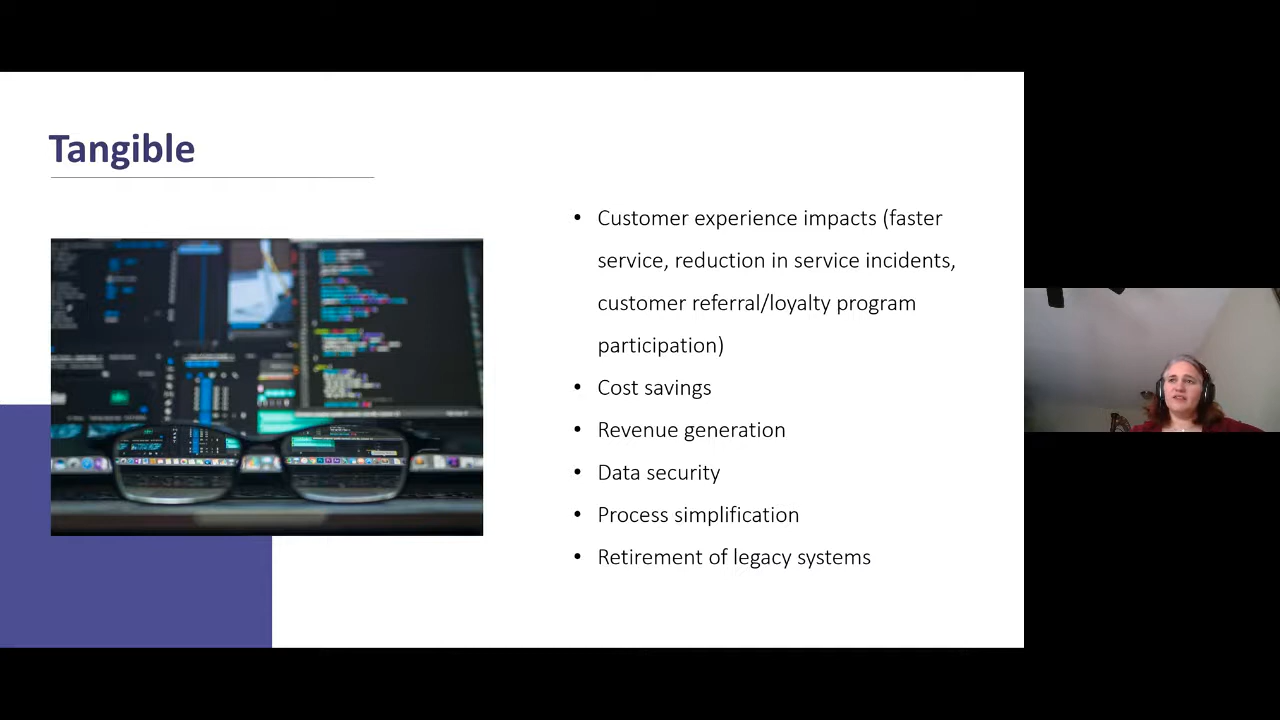 Tangible
• Customer experience impacts (faster
service, reduction in service incidents,
customer referral/loyalty program
participation)
• Cost savings
• Revenue generation
• Data security
• Process simplification
• Retirement of legacy systems